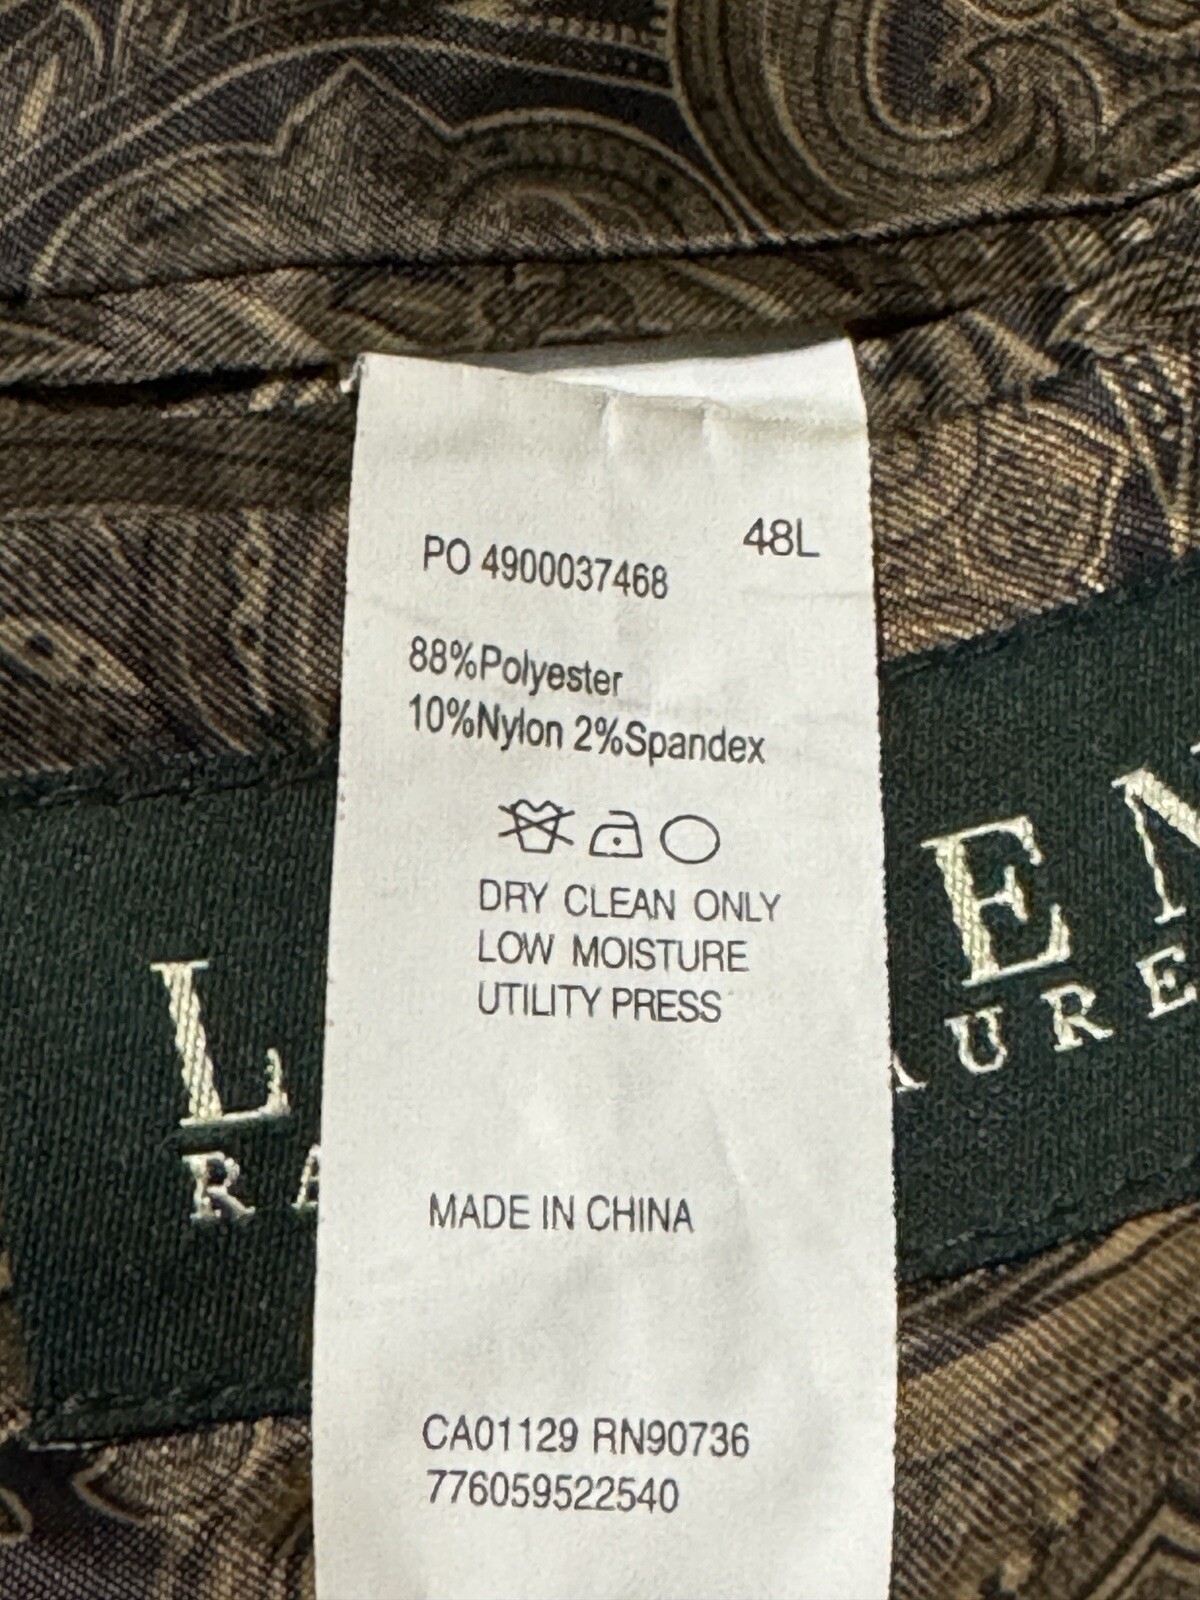 48L
PO 4900037468
88%Polyester
10%Nylon 2%Spandex
DRY CLEAN ONLY
LOW MOISTURE
UTILITY PRESS
MADE IN CHINA
CA01129 RN90736
776059522540